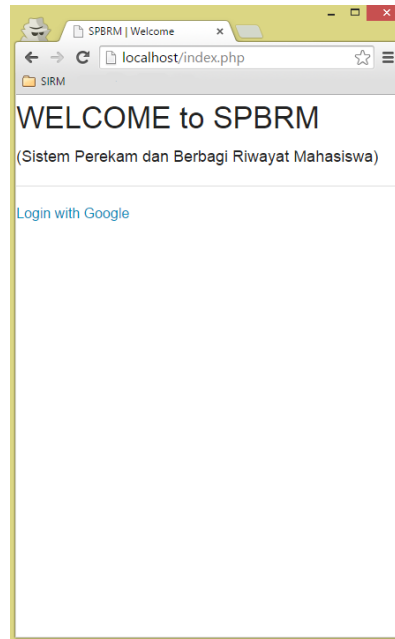 SPBRM | Welcome
localhost/index.php
SIRM
WELCOME to SPBRM
(Sistem Perekam dan Berbagi Riwayat Mahasiswa)
Login with Google